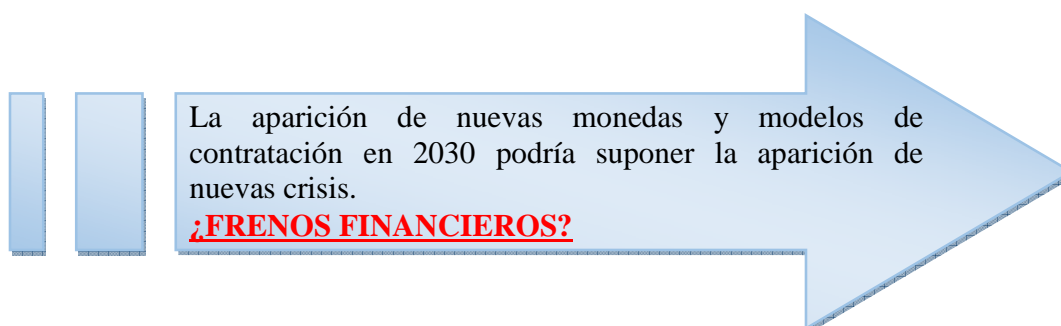 La aparición de nuevas monedas y modelos de
contratación en 2030 podría suponer la aparición de
nuevas crisis.
¿FRENOS FINANCIEROS?